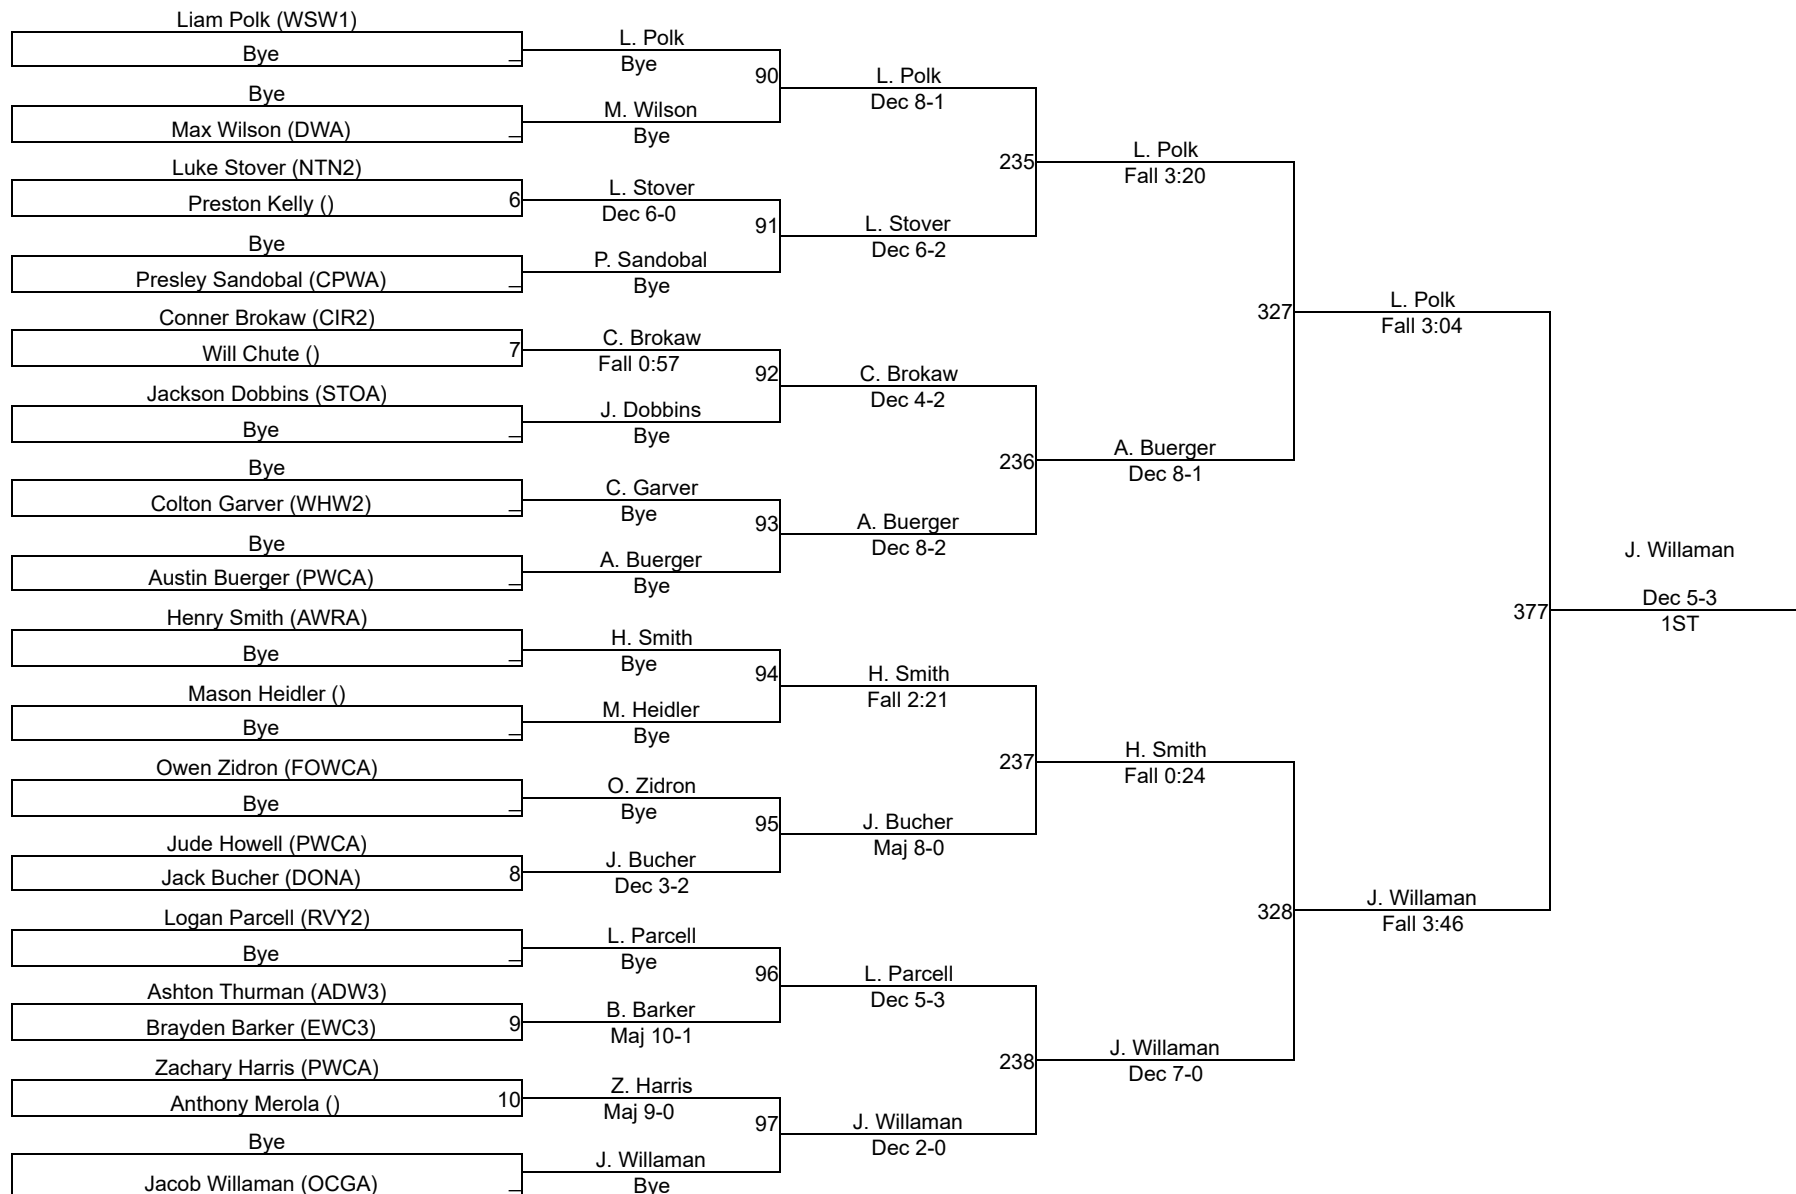 Liam Polk (WSW1)
Bye _
L. Polk
Bye
90
Bye
Max Wilson (DWA) _
M. Wilson
Bye
L. Polk
Dec 8-1
235
Luke Stover (NTN2)
Preston Kelly () 6
L. Stover
Dec 6-0
91
Bye
Presley Sandobal (CPWA) _
P. Sandobal
Bye
L. Stover
Dec 6-2
L. Polk
Fall 3:20
327
Conner Brokaw (CIR2)
Will Chute () 7
C. Brokaw
Fall 0:57
92
Jackson Dobbins (STOA)
Bye _
J. Dobbins
Bye
C. Brokaw
Dec 4-2
236
Bye
Colton Garver (WHW2) _
C. Garver
Bye
93
Bye
Austin Buerger (PWCA) _
A. Buerger
Bye
A. Buerger
Dec 8-2
A. Buerger
Dec 8-1
L. Polk
Fall 3:04
377
Henry Smith (AWRA)
Bye _
H. Smith
Bye
94
Mason Heidler ()
Bye _
M. Heidler
Bye
H. Smith
Fall 2:21
237
Owen Zidron (FOWCA)
Bye _
O. Zidron
Bye
95
Jude Howell (PWCA)
Jack Bucher (DONA) 8
J. Bucher
Dec 3-2
J. Bucher
Maj 8-0
H. Smith
Fall 0:24
328
Logan Parcell (RVY2)
Bye _
L. Parcell
Bye
96
Ashton Thurman (ADW3)
Brayden Barker (EWC3) 9
B. Barker
Maj 10-1
L. Parcell
Dec 5-3
238
Zachary Harris (PWCA)
Anthony Merola () 10
Z. Harris
Maj 9-0
97
Bye
Jacob Willaman (OCGA) _
J. Willaman
Bye
J. Willaman
Dec 2-0
J. Willaman
Dec 7-0
J. Willaman
Fall 3:46
J. Willaman
Dec 5-3
1ST